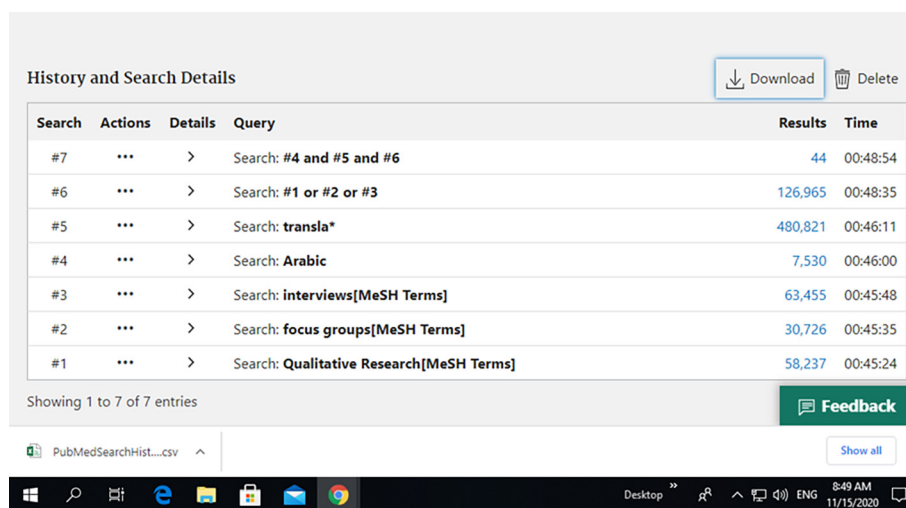 History and Search Details
Download
Delete
Search Actions Details Query Results Time
#7 ••• > Search: #4 and #5 and #6 44 00:48:54
#6 ••• > Search: #1 or #2 or #3 126,965 00:48:35
#5 ••• > Search: transla* 480,821 00:46:11
#4 ••• > Search: Arabic 7,530 00:46:00
#3 ••• > Search: interviews[MeSH Terms] 63,455 00:45:48
#2 ••• > Search: focus groups[MeSH Terms] 30,726 00:45:35
#1 ••• > Search: Qualitative Research[MeSH Terms] 58,237 00:45:24
Showing 1 to 7 of 7 entries
Feedback
PubMedSearchHist....csv
Show all
Desktop » ENG 8:49 AM
11/15/2020